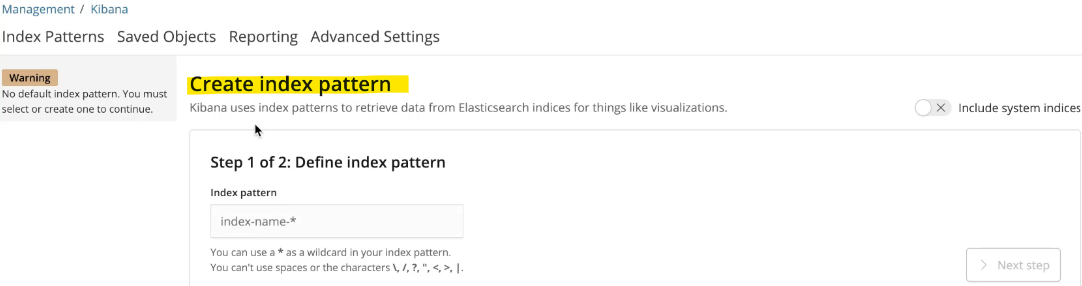 Management / Kibana
Index Patterns Saved Objects Reporting Advanced Settings
Warning
No default index pattern. You must
select or create one to continue.
Create index pattern
Kibana uses index patterns to retrieve data from Elasticsearch indices for things like visualizations.
Include system indices
Step 1 of 2: Define index pattern
Index pattern
index-name-*
You can use a * as a wildcard in your index pattern.
You can't use spaces or the characters \, /, ?, ", <, >, |.
Next step